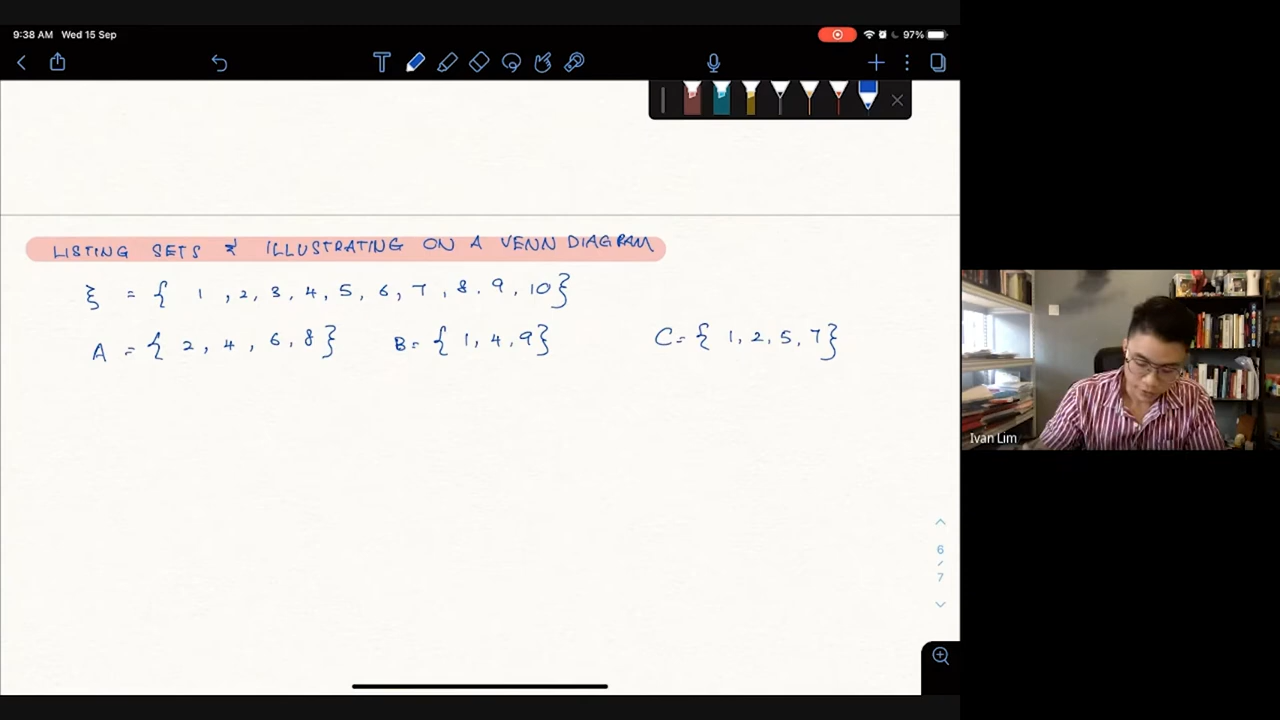 9:38 AM Wed 15 Sep
97%
LISTING SETS & ILLUSTRATING ON A VENN DIAGRAM
ξ = { 1, 2, 3, 4, 5, 6, 7, 8, 9, 10 }
A = { 2, 4, 6, 8 } B = { 1, 4, 9 } C = { 1, 2, 5, 7 }
Ivan Lim
6
/
7